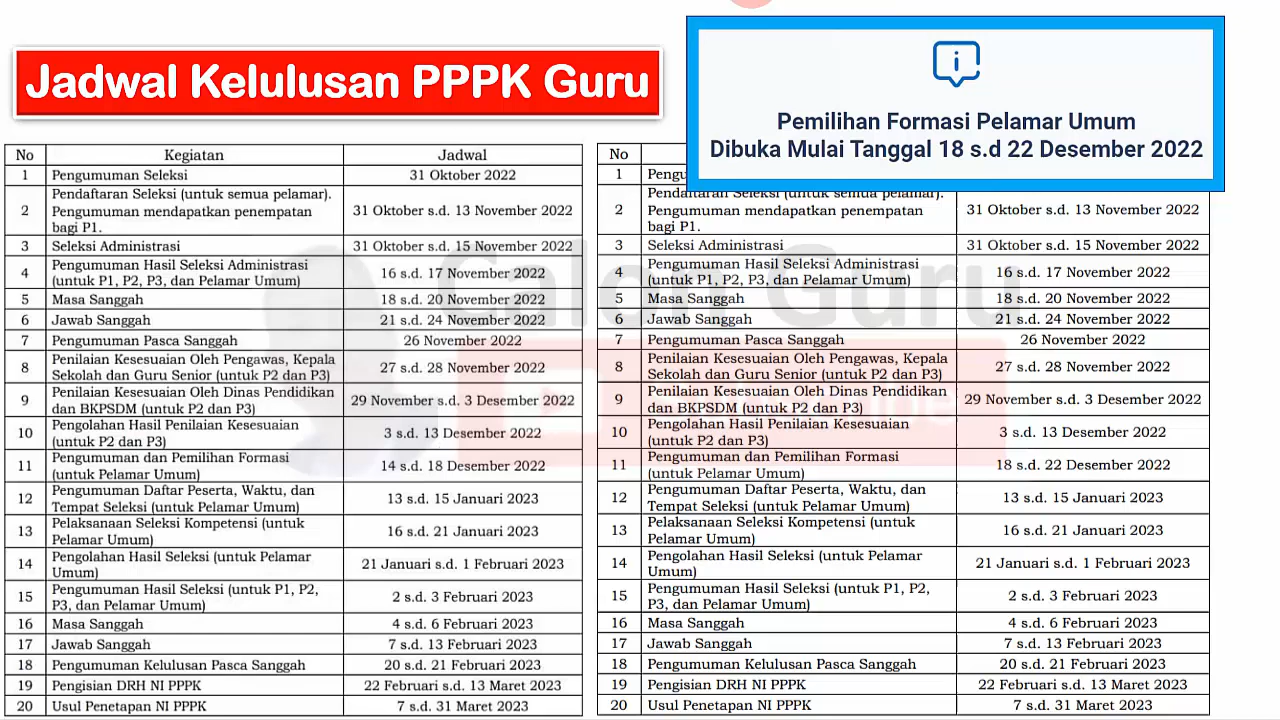 Jadwal Kelulusan PPPK Guru
Pemilihan Formasi Pelamar Umum
Dibuka Mulai Tanggal 18 s.d 22 Desember 2022
No Kegiatan Jadwal
1 Pengumuman Seleksi 31 Oktober 2022
2 Pendaftaran Seleksi (untuk semua pelamar).
Pengumuman mendapatkan penempatan
bagi P1. 31 Oktober s.d. 13 November 2022
3 Seleksi Administrasi 31 Oktober s.d. 15 November 2022
4 Pengumuman Hasil Seleksi Administrasi
(untuk P1, P2, P3, dan Pelamar Umum) 16 s.d. 17 November 2022
5 Masa Sanggah 18 s.d. 20 November 2022
6 Jawab Sanggah 21 s.d. 24 November 2022
7 Pengumuman Pasca Sanggah 26 November 2022
8 Penilaian Kesesuaian Oleh Pengawas, Kepala
Sekolah dan Guru Senior (untuk P2 dan P3) 27 s.d. 28 November 2022
9 Penilaian Kesesuaian Oleh Dinas Pendidikan
dan BKPSDM (untuk P2 dan P3) 29 November s.d. 3 Desember 2022
10 Pengolahan Hasil Penilaian Kesesuaian
(untuk P2 dan P3) 3 s.d. 13 Desember 2022
11 Pengumuman dan Pemilihan Formasi
(untuk Pelamar Umum) 14 s.d. 18 Desember 2022
12 Pengumuman Daftar Peserta, Waktu, dan
Tempat Seleksi (untuk Pelamar Umum) 13 s.d. 15 Januari 2023
13 Pelaksanaan Seleksi Kompetensi (untuk
Pelamar Umum) 16 s.d. 21 Januari 2023
14 Pengolahan Hasil Seleksi (untuk Pelamar
Umum) 21 Januari s.d. 1 Februari 2023
15 Pengumuman Hasil Seleksi (untuk P1, P2,
P3, dan Pelamar Umum) 2 s.d. 3 Februari 2023
16 Masa Sanggah 4 s.d. 6 Februari 2023
17 Jawab Sanggah 7 s.d. 13 Februari 2023
18 Pengumuman Kelulusan Pasca Sanggah 20 s.d. 21 Februari 2023
19 Pengisian DRH NI PPPK 22 Februari s.d. 13 Maret 2023
20 Usul Penetapan NI PPPK 7 s.d. 31 Maret 2023
No
1 Pengu
2 Pendaftaran Seleksi (untuk semua pelamar).
Pengumuman mendapatkan penempatan
bagi P1. 31 Oktober s.d. 13 November 2022
3 Seleksi Administrasi 31 Oktober s.d. 15 November 2022
4 Pengumuman Hasil Seleksi Administrasi
(untuk P1, P2, P3, dan Pelamar Umum) 16 s.d. 17 November 2022
5 Masa Sanggah 18 s.d. 20 November 2022
6 Jawab Sanggah 21 s.d. 24 November 2022
7 Pengumuman Pasca Sanggah 26 November 2022
8 Penilaian Kesesuaian Oleh Pengawas, Kepala
Sekolah dan Guru Senior (untuk P2 dan P3) 27 s.d. 28 November 2022
9 Penilaian Kesesuaian Oleh Dinas Pendidikan
dan BKPSDM (untuk P2 dan P3) 29 November s.d. 3 Desember 2022
10 Pengolahan Hasil Penilaian Kesesuaian
(untuk P2 dan P3) 3 s.d. 13 Desember 2022
11 Pengumuman dan Pemilihan Formasi
(untuk Pelamar Umum) 18 s.d. 22 Desember 2022
12 Pengumuman Daftar Peserta, Waktu, dan
Tempat Seleksi (untuk Pelamar Umum) 13 s.d. 15 Januari 2023
13 Pelaksanaan Seleksi Kompetensi (untuk
Pelamar Umum) 16 s.d. 21 Januari 2023
14 Pengolahan Hasil Seleksi (untuk Pelamar
Umum) 21 Januari s.d. 1 Februari 2023
15 Pengumuman Hasil Seleksi (untuk P1, P2,
P3, dan Pelamar Umum) 2 s.d. 3 Februari 2023
16 Masa Sanggah 4 s.d. 6 Februari 2023
17 Jawab Sanggah 7 s.d. 13 Februari 2023
18 Pengumuman Kelulusan Pasca Sanggah 20 s.d. 21 Februari 2023
19 Pengisian DRH NI PPPK 22 Februari s.d. 13 Maret 2023
20 Usul Penetapan NI PPPK 7 s.d. 31 Maret 2023
Calon Guru